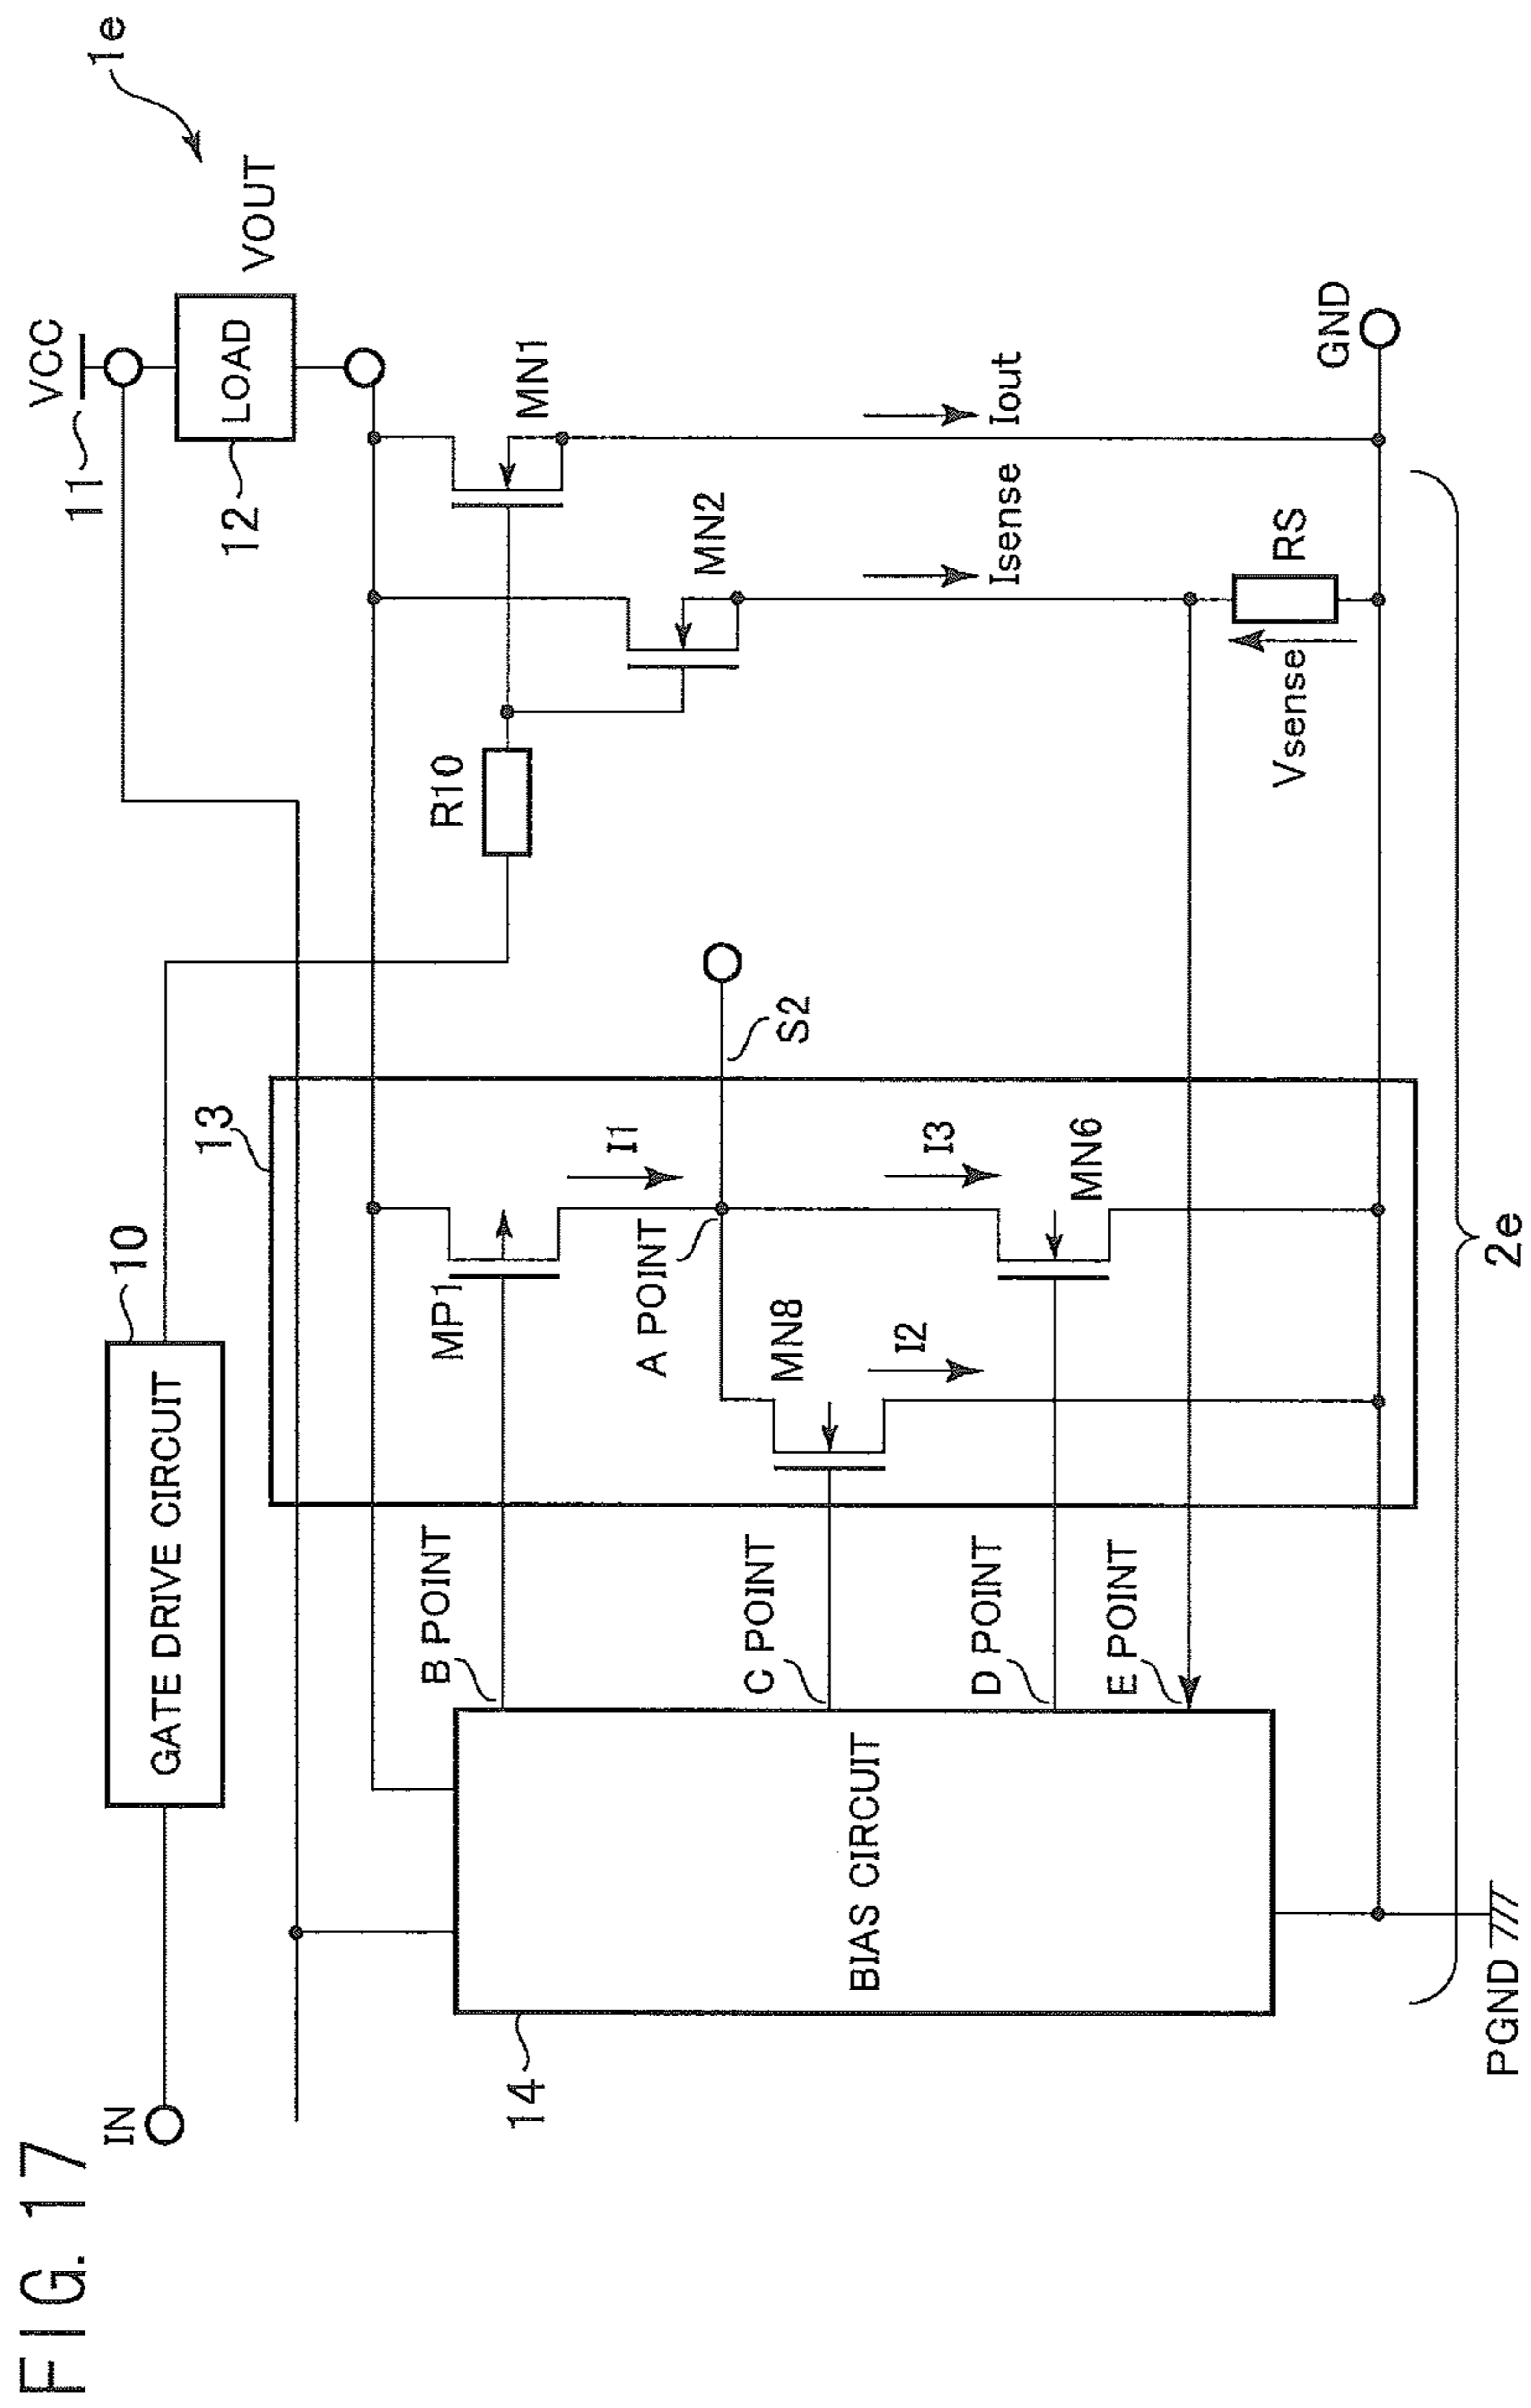 FIG. 17
1e
VCC
11
LOAD
12
VOUT
IN
GATE DRIVE CIRCUIT
10
13
R10
MN1
MN2
MP1
I1
B POINT
A POINT
S2
MN8
I2
C POINT
I3
MN6
D POINT
E POINT
Isense
Iout
BIAS CIRCUIT
14
Vsense
RS
GND
PGND
2e